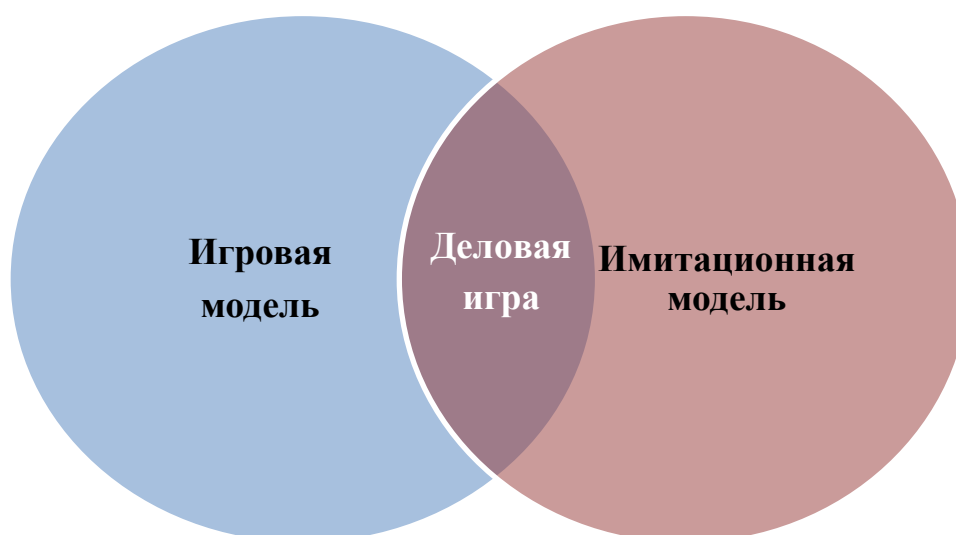 Игровая
модель
Деловая
игра
Имитационная
модель